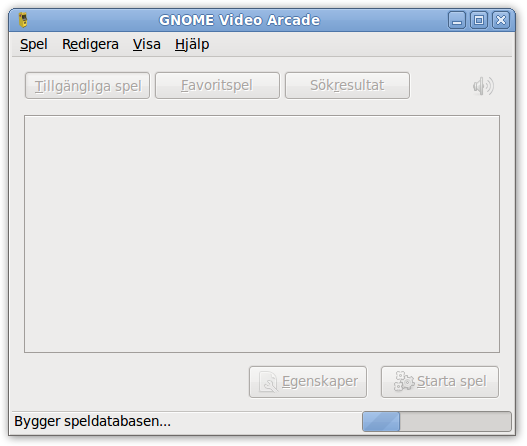 GNOME Video Arcade
Spel Redigera Visa Hjälp
Tillgängliga spel Favoritspel Sökresultat
Egenskaper Starta spel
Bygger speldatabasen...